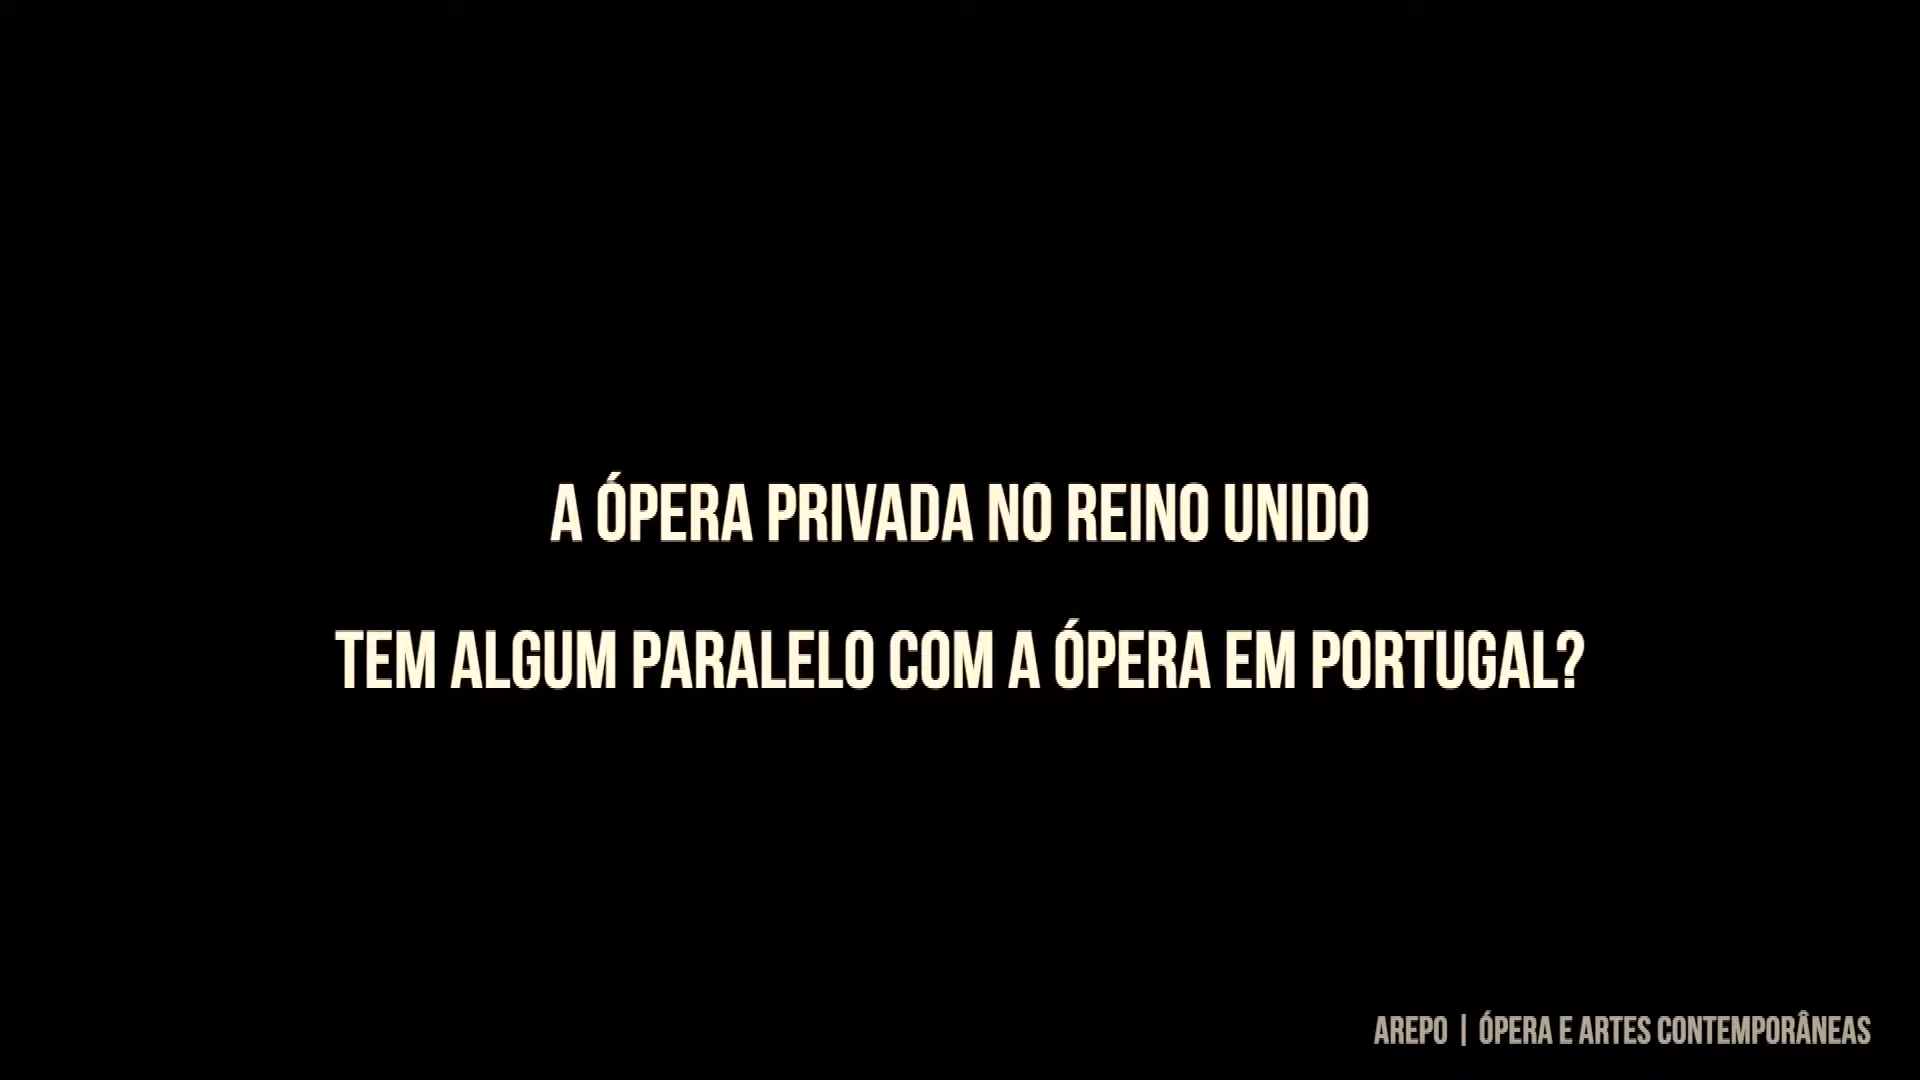 A ÓPERA PRIVADA NO REINO UNIDO
TEM ALGUM PARALELO COM A ÓPERA EM PORTUGAL?
AREPO | ÓPERA E ARTES CONTEMPORÂNEAS